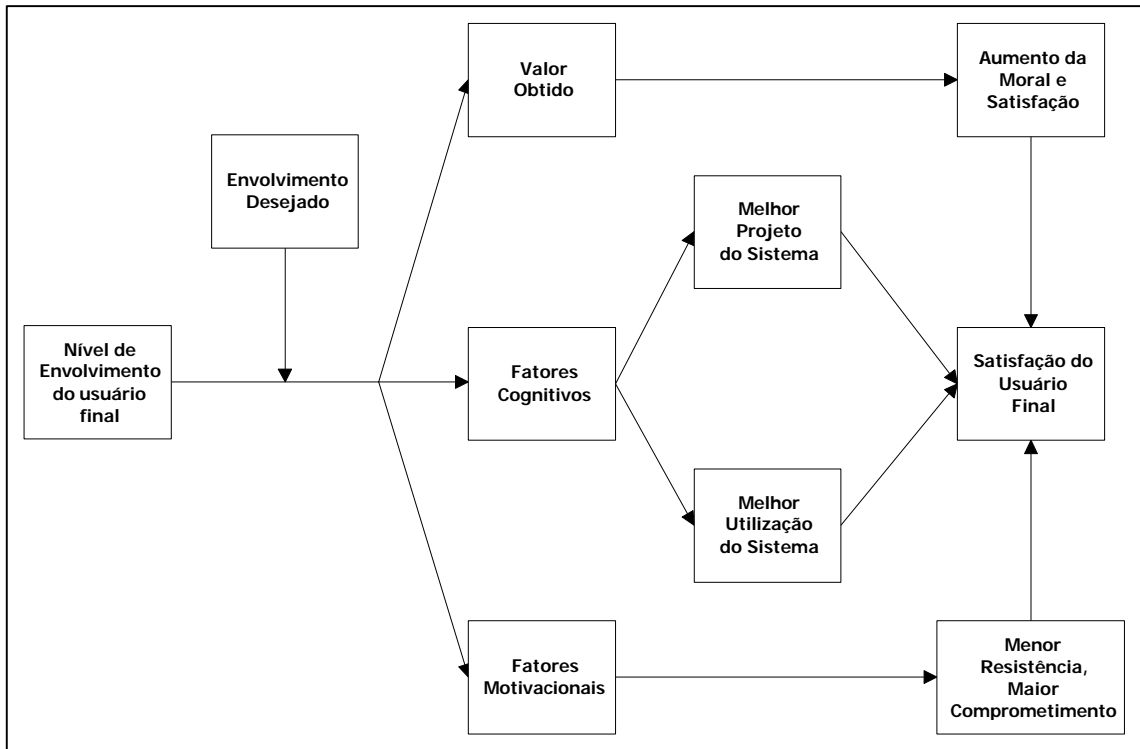 Valor
Obtido
Aumento da
Moral e
Satisfação
Envolvimento
Desejado
Melhor
Projeto
do Sistema
Nível de
Envolvimento
do usuário
final
Fatores
Cognitivos
Satisfação do
Usuário
Final
Melhor
Utilização
do Sistema
Fatores
Motivacionais
Menor
Resistência,
Maior
Comprometimento